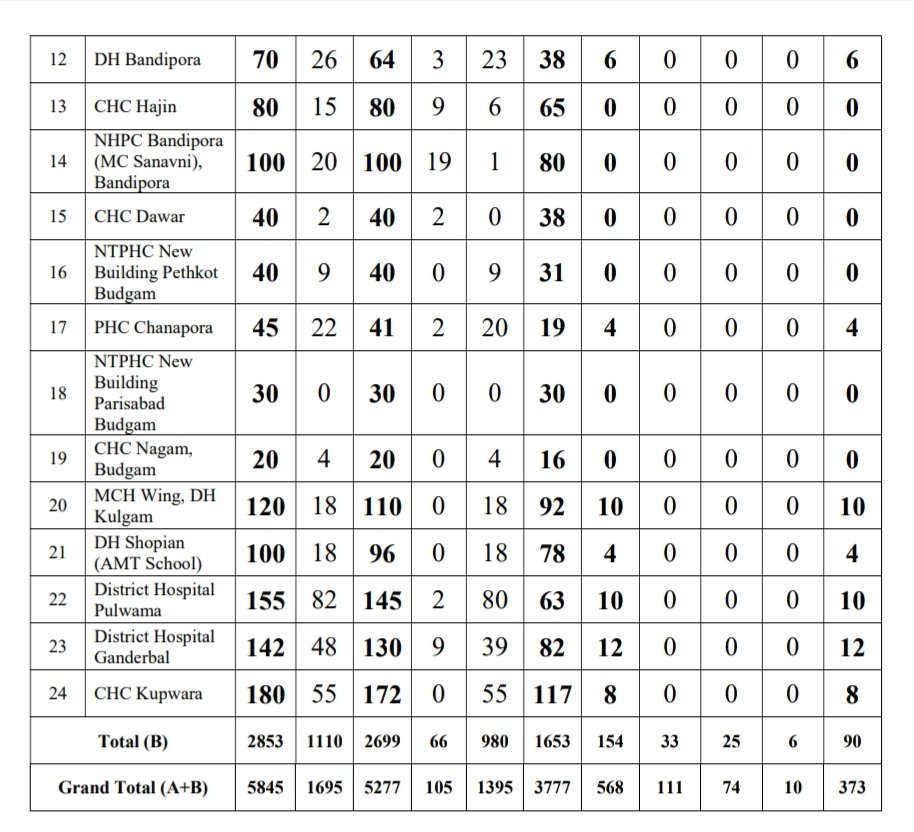 12 DH Bandipora 70 26 64 3 23 38 6 0 0 0 6
13 CHC Hajin 80 15 80 9 6 65 0 0 0 0 0
14 NHPC Bandipora
(MC Sanavni),
Bandipora 100 20 100 19 1 80 0 0 0 0 0
15 CHC Dawar 40 2 40 2 0 38 0 0 0 0 0
16 NTPHC New
Building Pethkot
Budgam 40 9 40 0 9 31 0 0 0 0 0
17 PHC Chanapora 45 22 41 2 20 19 4 0 0 0 4
18 NTPHC New
Building
Parisabad
Budgam 30 0 30 0 0 30 0 0 0 0 0
19 CHC Nagam,
Budgam 20 4 20 0 4 16 0 0 0 0 0
20 MCH Wing, DH
Kulgam 120 18 110 0 18 92 10 0 0 0 10
21 DH Shopian
(AMT School) 100 18 96 0 18 78 4 0 0 0 4
22 District Hospital
Pulwama 155 82 145 2 80 63 10 0 0 0 10
23 District Hospital
Ganderbal 142 48 130 9 39 82 12 0 0 0 12
24 CHC Kupwara 180 55 172 0 55 117 8 0 0 0 8
Total (B) 2853 1110 2699 66 980 1653 154 33 25 6 90
Grand Total (A+B) 5845 1695 5277 105 1395 3777 568 111 74 10 373